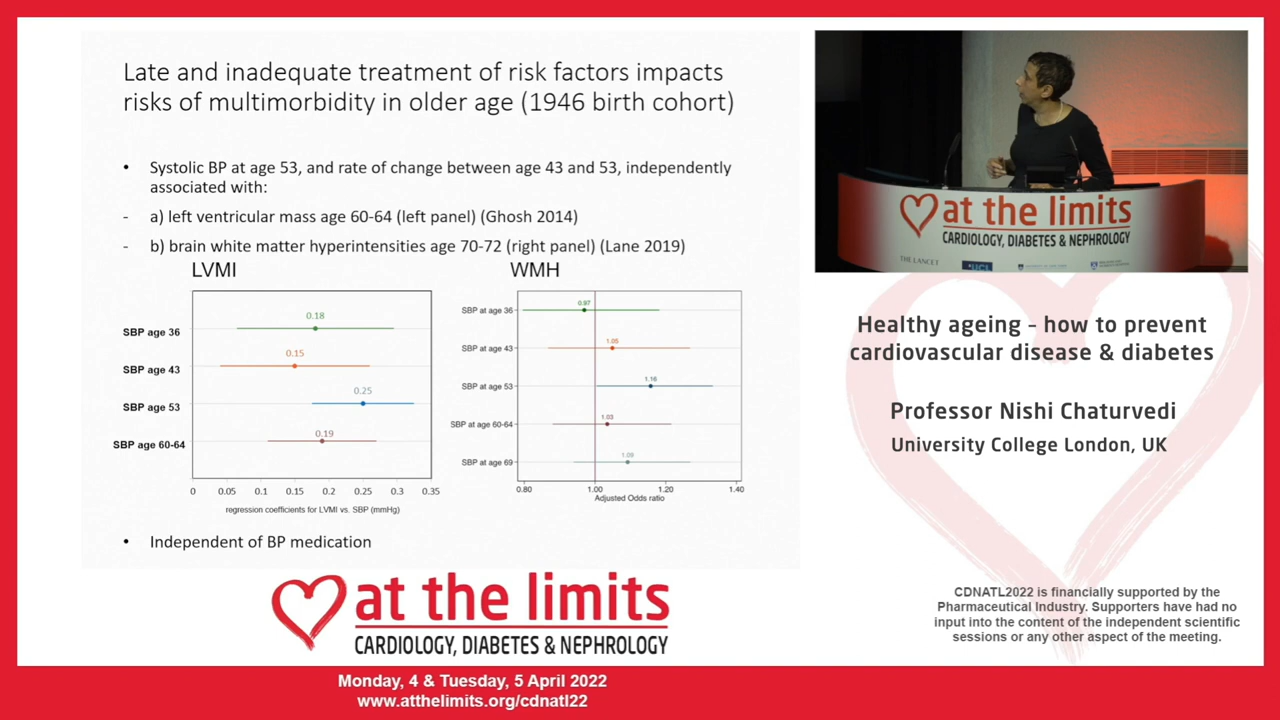 Late and inadequate treatment of risk factors impacts
risks of multimorbidity in older age (1946 birth cohort)
• Systolic BP at age 53, and rate of change between age 43 and 53, independently
associated with:
- a) left ventricular mass age 60-64 (left panel) (Ghosh 2014)
- b) brain white matter hyperintensities age 70-72 (right panel) (Lane 2019)
LVMI
SBP age 36
SBP age 43
SBP age 53
SBP age 60-64
0.18
0.15
0.25
0.19
0 0.05 0.1 0.15 0.2 0.25 0.3 0.35
regression coefficients for LVMI vs. SBP (mmHg)
WMH
SBP at age 36
SBP at age 43
SBP at age 53
SBP at age 60-64
SBP at age 69
0.97
1.05
1.16
1.03
1.09
0.80 1.00 1.20 1.40
Adjusted Odds ratio
• Independent of BP medication
at the limits
CARDIOLOGY, DIABETES & NEPHROLOGY
Monday, 4 & Tuesday, 5 April 2022
www.atthelimits.org/cdnatl22
at the limits
CARDIOLOGY, DIABETES & NEPHROLOGY
THE LANCET
UCL
Healthy ageing – how to prevent
cardiovascular disease & diabetes
Professor Nishi Chaturvedi
University College London, UK
CDNATL2022 is financially supported by the
Pharmaceutical Industry. Supporters have had no
input into the content of the independent scientific
sessions or any other aspect of the meeting.